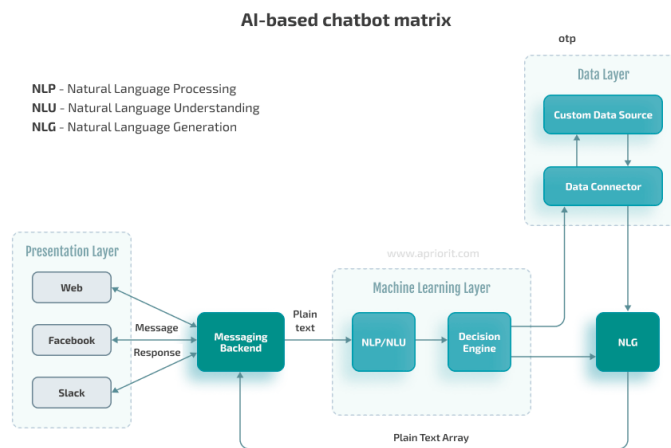 AI-based chatbot matrix
otp
NLP - Natural Language Processing
NLU - Natural Language Understanding
NLG - Natural Language Generation
Data Layer
Custom Data Source
Data Connector
www.apriorit.com
Presentation Layer
Web
Facebook
Slack
Message
Response
Messaging
Backend
Plain
text
Machine Learning Layer
NLP/NLU
Decision
Engine
NLG
Plain Text Array